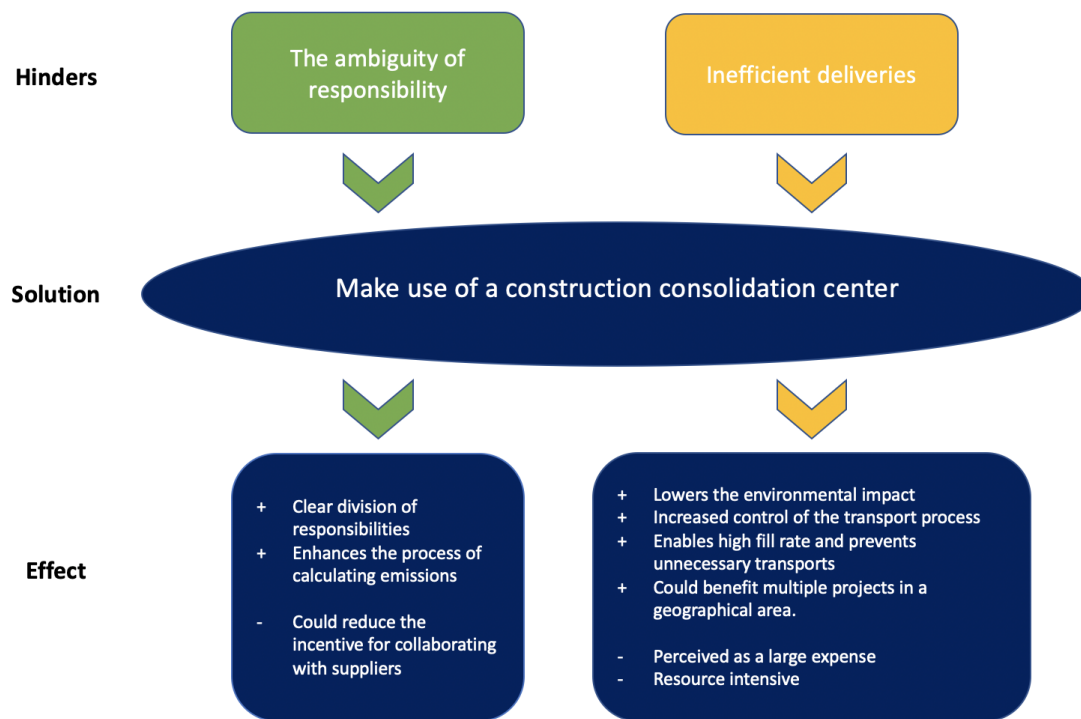 Hinders
The ambiguity of
responsibility
Inefficient deliveries
Solution
Make use of a construction consolidation center
Effect
+ Clear division of
responsibilities
+ Enhances the process of
calculating emissions
- Could reduce the
incentive for collaborating
with suppliers
+ Lowers the environmental impact
+ Increased control of the transport process
+ Enables high fill rate and prevents
unnecessary transports
+ Could benefit multiple projects in a
geographical area.
- Perceived as a large expense
- Resource intensive